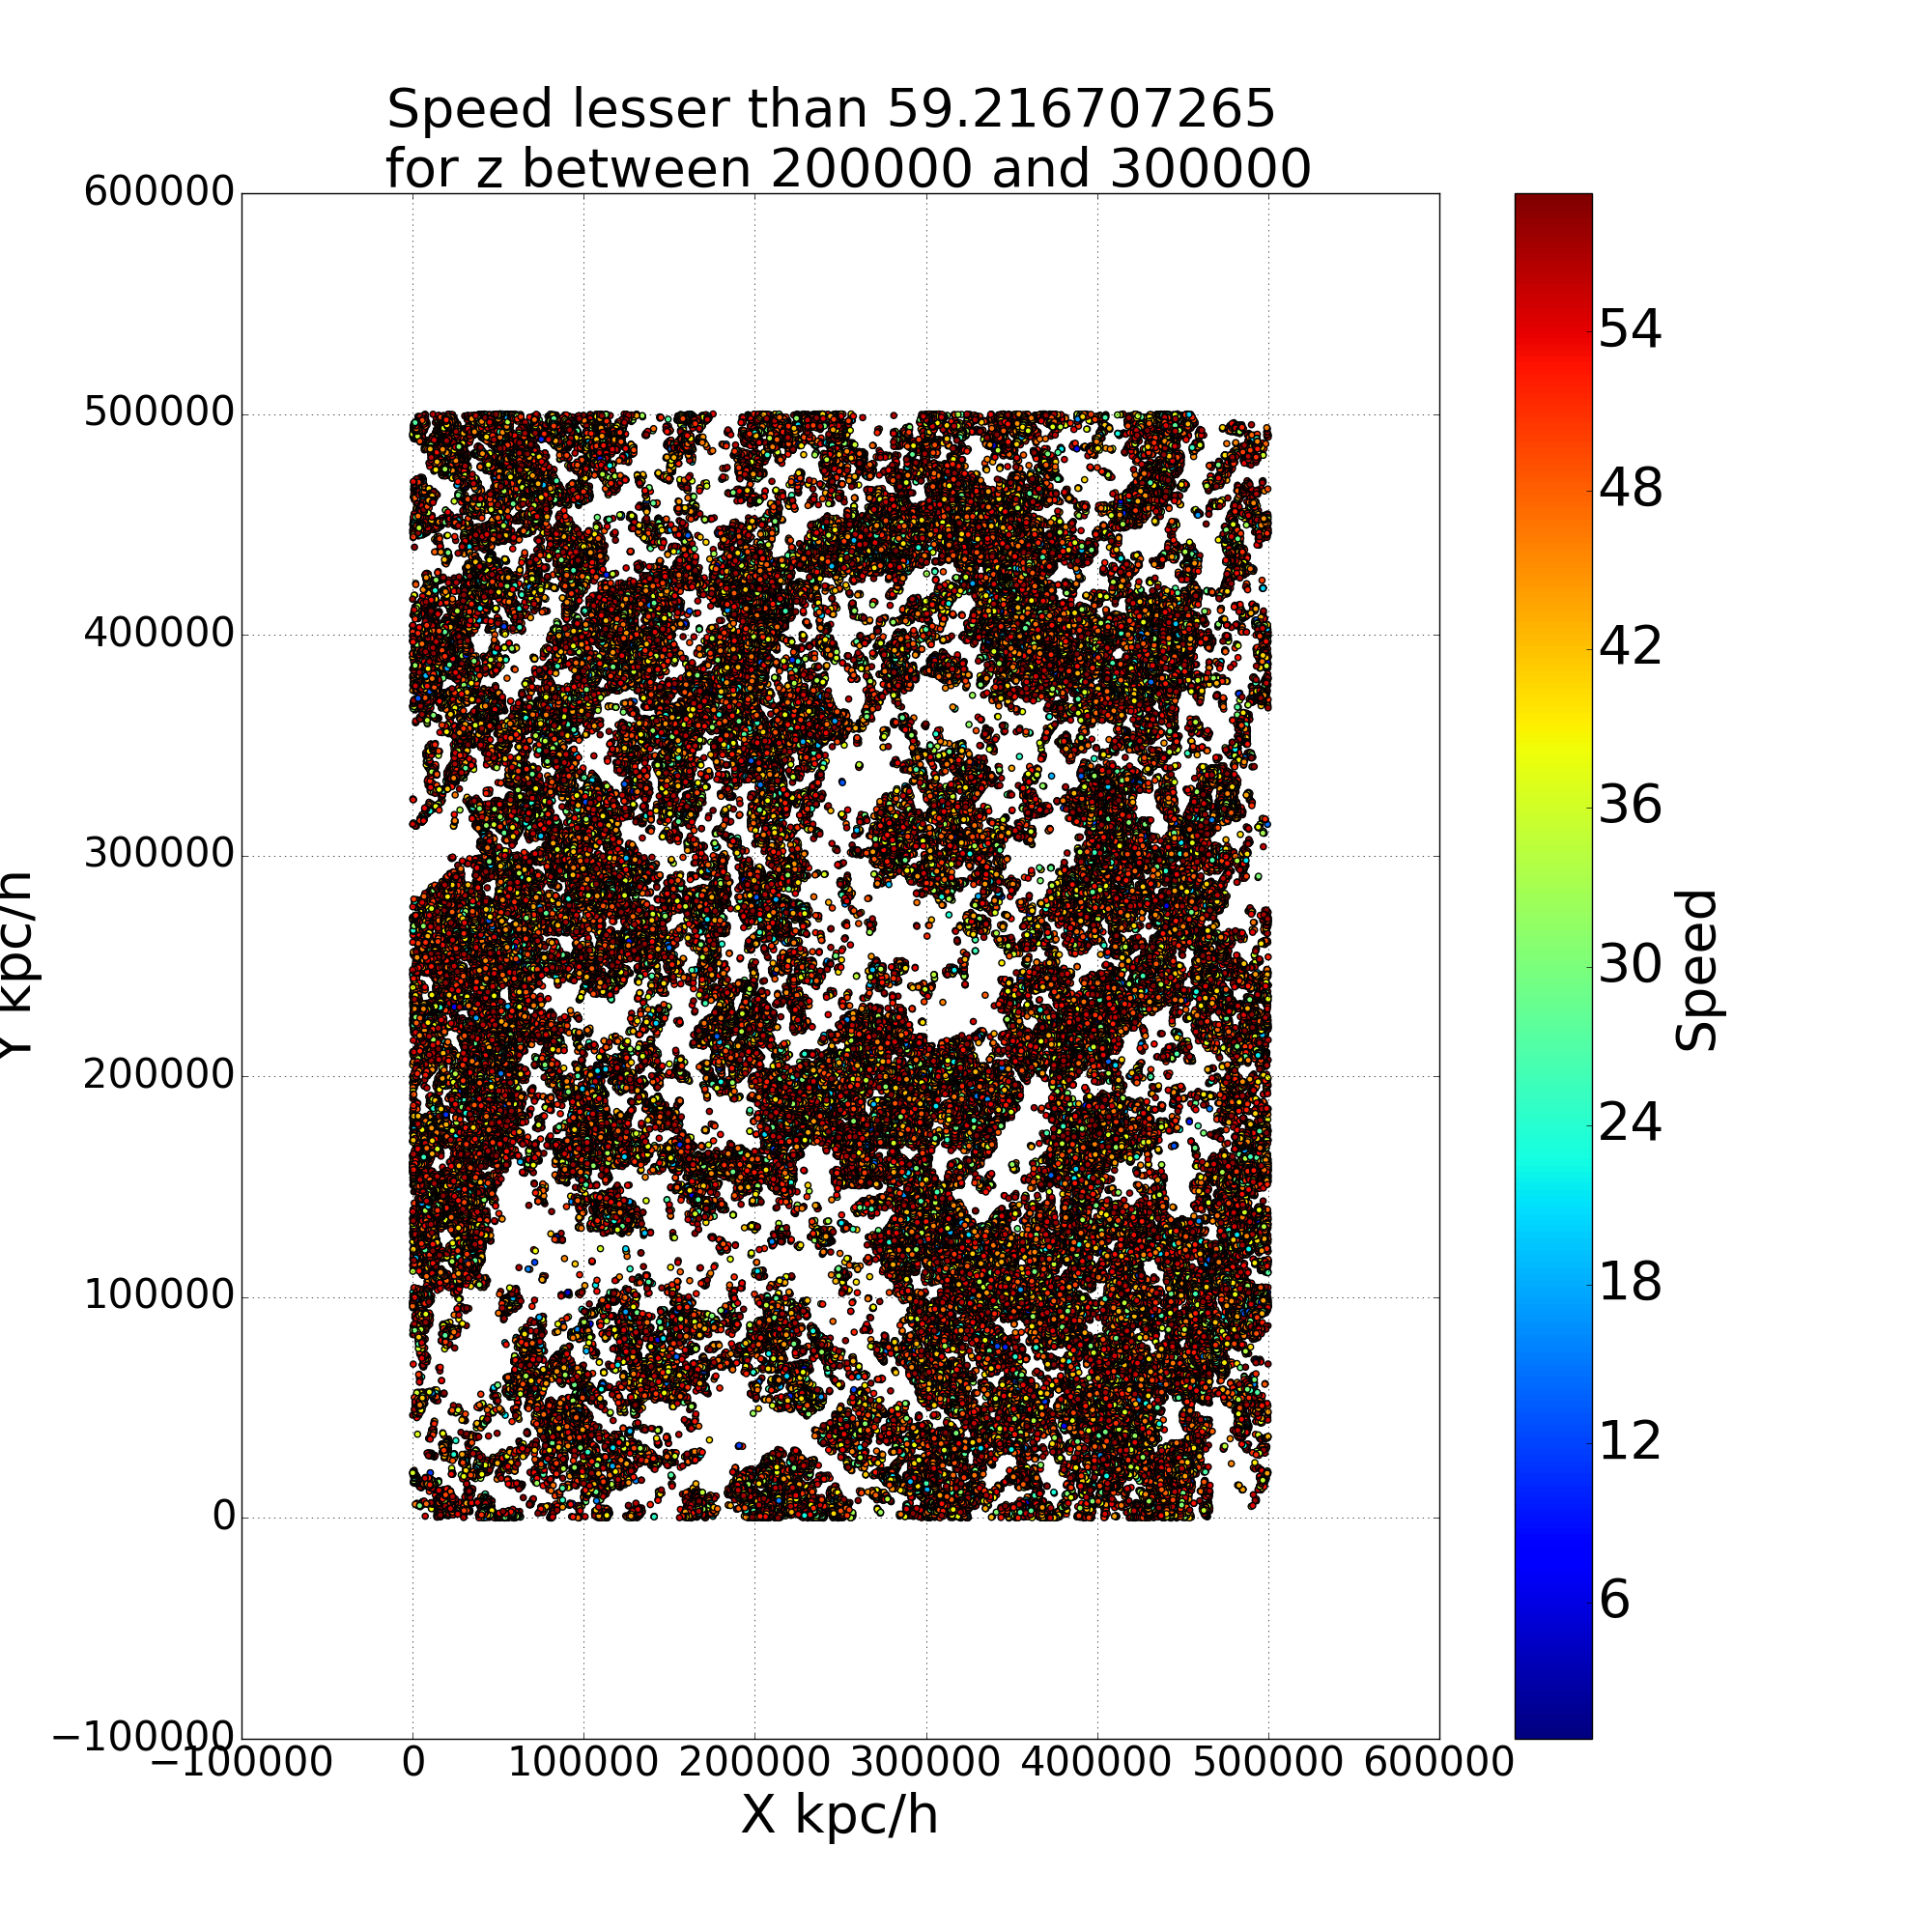 Speed lesser than 59.216707265
for z between 200000 and 300000
600000
500000
400000
300000
200000
100000
0
−100000
Y kpc/h
−100000 0 100000 200000 300000 400000 500000 600000
X kpc/h
54
48
42
36
30
24
18
12
6
Speed